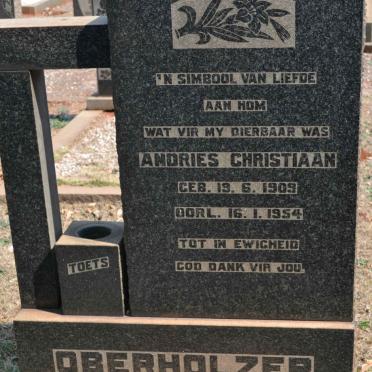 'N SIMBOOL VAN LIEFDE
AAN HOM
WAT VIR MY DIERBAAR WAS
ANDRIES CHRISTIAAN
GEB. 19. 6. 1909
OORL. 16. 1. 1954
TOT IN EWIGHEID
GOD DANK VIR JOU.
TOETS
OBERHOLZER